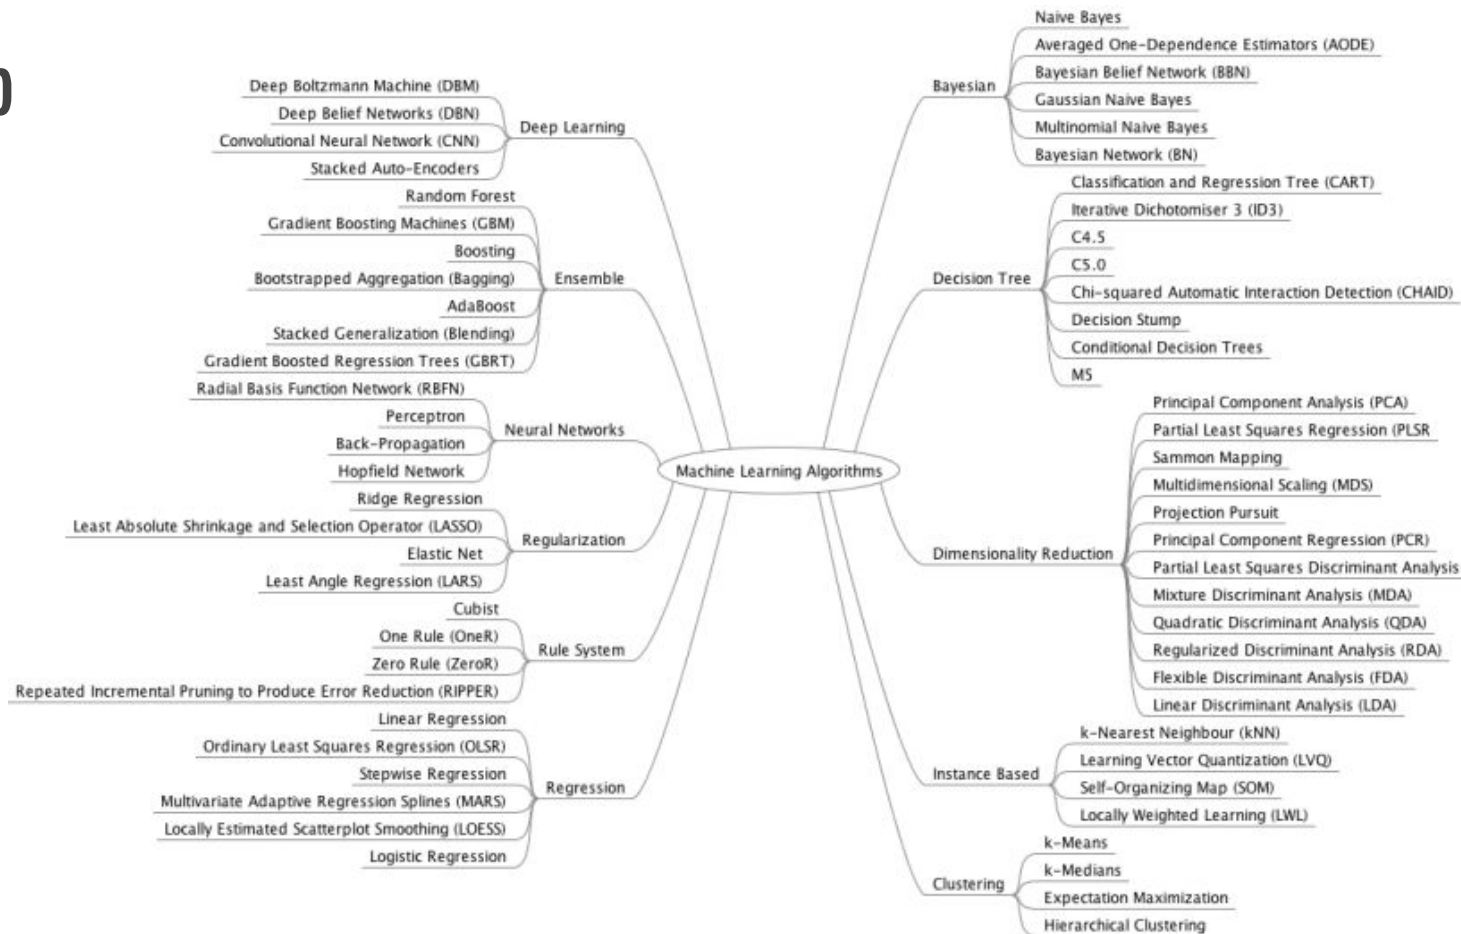 Deep Boltzmann Machine (DBM)
Deep Belief Networks (DBN)
Convolutional Neural Network (CNN)
Stacked Auto-Encoders
Deep Learning
Random Forest
Gradient Boosting Machines (GBM)
Boosting
Bootstrapped Aggregation (Bagging)
AdaBoost
Stacked Generalization (Blending)
Gradient Boosted Regression Trees (GBRT)
Ensemble
Radial Basis Function Network (RBFN)
Perceptron
Back-Propagation
Hopfield Network
Neural Networks
Ridge Regression
Least Absolute Shrinkage and Selection Operator (LASSO)
Elastic Net
Least Angle Regression (LARS)
Regularization
Cubist
One Rule (OneR)
Zero Rule (ZeroR)
Repeated Incremental Pruning to Produce Error Reduction (RIPPER)
Rule System
Linear Regression
Ordinary Least Squares Regression (OLSR)
Stepwise Regression
Multivariate Adaptive Regression Splines (MARS)
Locally Estimated Scatterplot Smoothing (LOESS)
Logistic Regression
Regression
Machine Learning Algorithms
Bayesian
Naive Bayes
Averaged One-Dependence Estimators (AODE)
Bayesian Belief Network (BBN)
Gaussian Naive Bayes
Multinomial Naive Bayes
Bayesian Network (BN)
Decision Tree
Classification and Regression Tree (CART)
Iterative Dichotomiser 3 (ID3)
C4.5
C5.0
Chi-squared Automatic Interaction Detection (CHAID)
Decision Stump
Conditional Decision Trees
M5
Dimensionality Reduction
Principal Component Analysis (PCA)
Partial Least Squares Regression (PLSR
Sammon Mapping
Multidimensional Scaling (MDS)
Projection Pursuit
Principal Component Regression (PCR)
Partial Least Squares Discriminant Analysis
Mixture Discriminant Analysis (MDA)
Quadratic Discriminant Analysis (QDA)
Regularized Discriminant Analysis (RDA)
Flexible Discriminant Analysis (FDA)
Linear Discriminant Analysis (LDA)
Instance Based
k-Nearest Neighbour (kNN)
Learning Vector Quantization (LVQ)
Self-Organizing Map (SOM)
Locally Weighted Learning (LWL)
Clustering
k-Means
k-Medians
Expectation Maximization
Hierarchical Clustering